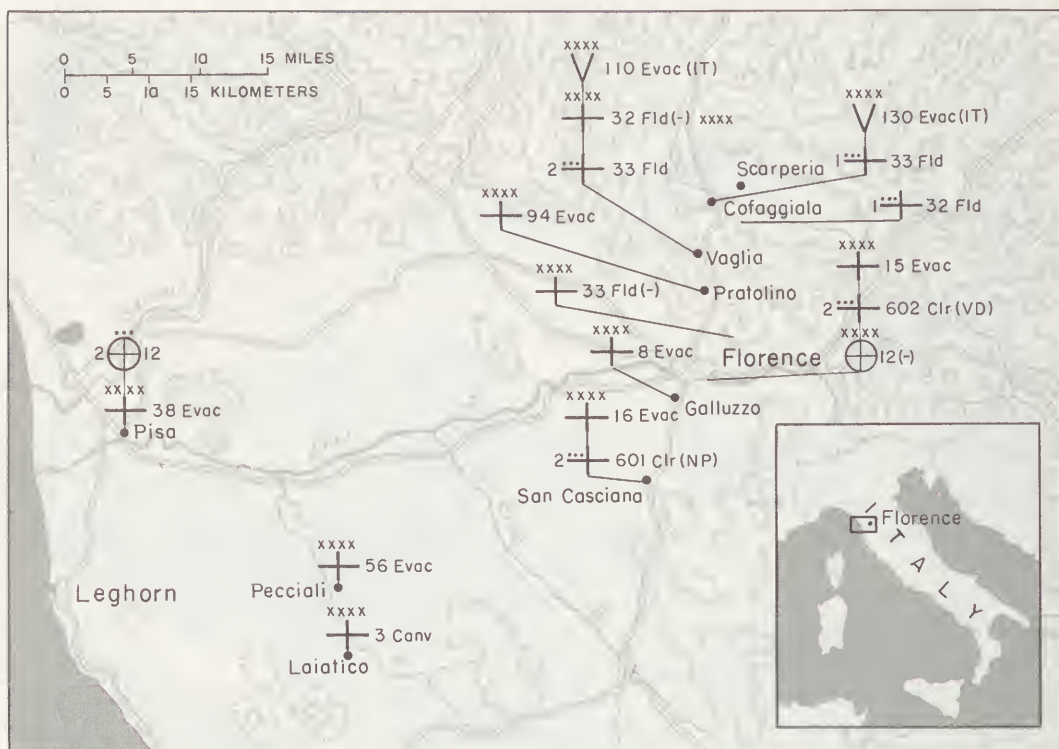 0 5 10 15 MILES
0 5 10 15 KILOMETERS
xxxx
110 Evac (IT)
xxxx
32 Fld (-) xxxx
2 ••• 33 Fld
xxxx
130 Evac (IT)
1 ••• 33 Fld
Scarperia
Cofaggiala
1 ••• 32 Fld
xxxx
94 Evac
Vaglia
xxxx
15 Evac
Pratolino
xxxx
33 Fld (-)
2 ••• 602 Clr (VD)
xxxx
Florence 12 (-)
xxxx
8 Evac
Galluzzo
•••
2 12
xxxx
38 Evac
Pisa
xxxx
16 Evac
2 ••• 601 Clr (NP)
San Casciana
xxxx
56 Evac
Pecciali
Leghorn
xxxx
3 Canv
Laiatico
Florence
ITALY